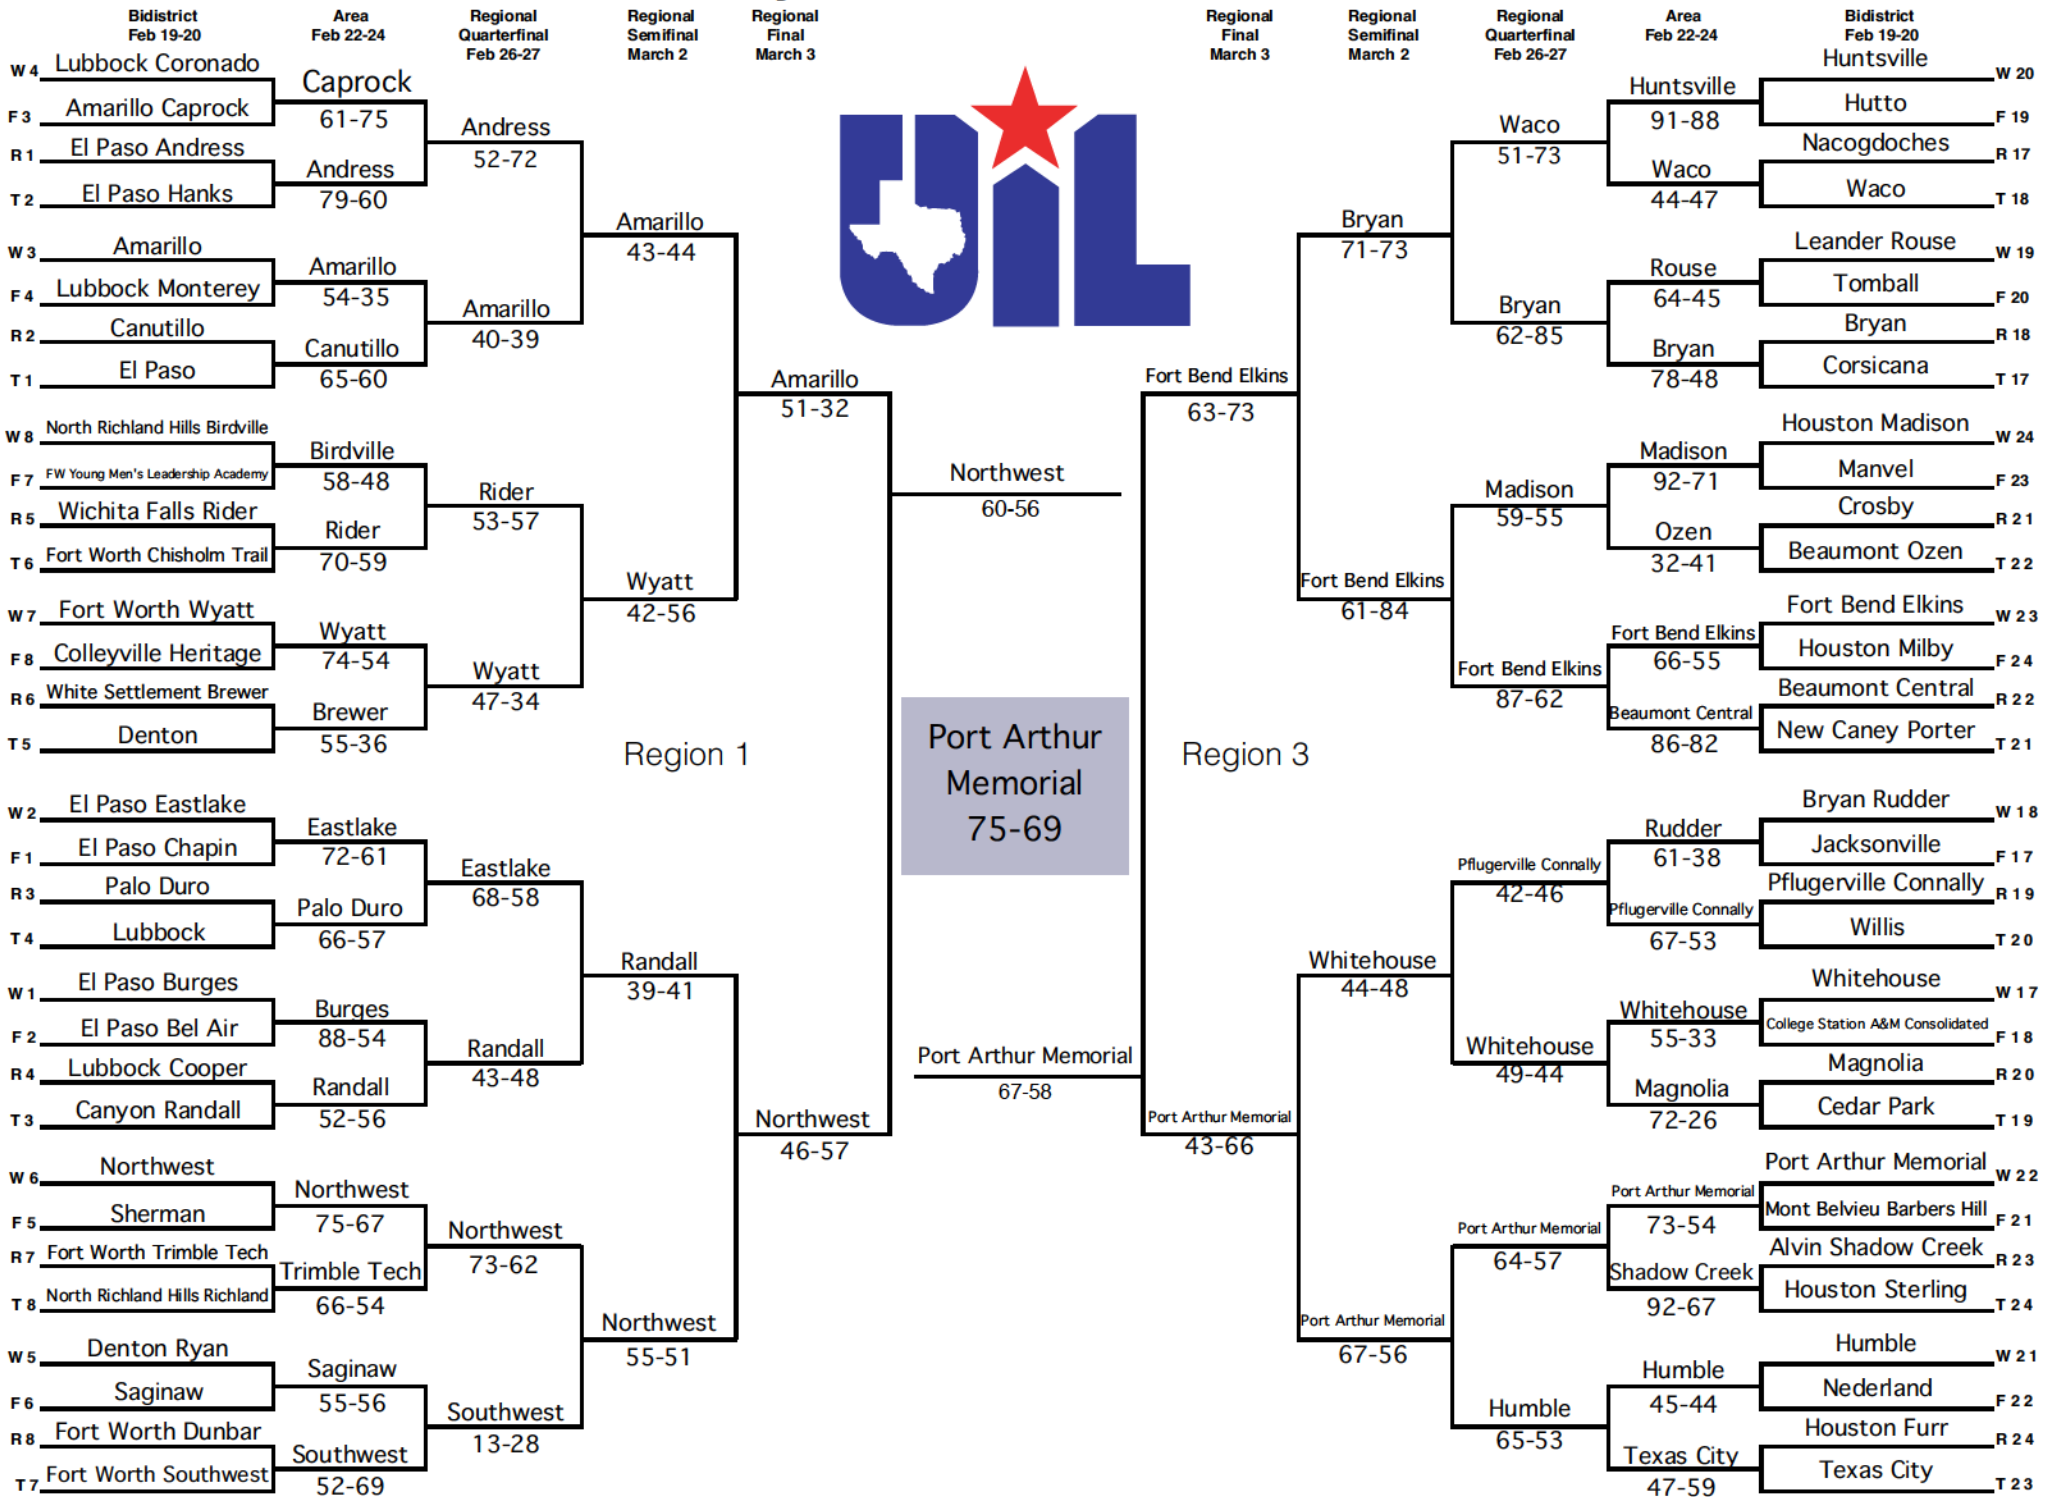 Bidistrict
Feb 19-20
Area
Feb 22-24
Regional
Quarterfinal
Feb 26-27
Regional
Semifinal
March 2
Regional
Final
March 3
Regional
Final
March 3
Regional
Semifinal
March 2
Regional
Quarterfinal
Feb 26-27
Area
Feb 22-24
Bidistrict
Feb 19-20
W 4 Lubbock Coronado
F 3 Amarillo Caprock
R 1 El Paso Andress
T 2 El Paso Hanks
W 3 Amarillo
F 4 Lubbock Monterey
R 2 Canutillo
T 1 El Paso
W 8 North Richland Hills Birdville
F 7 FW Young Men's Leadership Academy
R 5 Wichita Falls Rider
T 6 Fort Worth Chisholm Trail
W 7 Fort Worth Wyatt
F 8 Colleyville Heritage
R 6 White Settlement Brewer
T 5 Denton
W 2 El Paso Eastlake
F 1 El Paso Chapin
R 3 Palo Duro
T 4 Lubbock
W 1 El Paso Burges
F 2 El Paso Bel Air
R 4 Lubbock Cooper
T 3 Canyon Randall
W 6 Northwest
F 5 Sherman
R 7 Fort Worth Trimble Tech
T 8 North Richland Hills Richland
W 5 Denton Ryan
F 6 Saginaw
R 8 Fort Worth Dunbar
T 7 Fort Worth Southwest
Caprock
61-75
Andress
79-60
Amarillo
54-35
Canutillo
65-60
Birdville
58-48
Rider
70-59
Wyatt
74-54
Brewer
55-36
Eastlake
72-61
Palo Duro
66-57
Burges
88-54
Randall
52-56
Northwest
75-67
Trimble Tech
66-54
Saginaw
55-56
Southwest
52-69
Andress
52-72
Amarillo
40-39
Rider
53-57
Wyatt
47-34
Eastlake
68-58
Randall
43-48
Northwest
73-62
Southwest
13-28
Amarillo
43-44
Wyatt
42-56
Region 1
Randall
39-41
Northwest
55-51
Amarillo
51-32
Northwest
46-57
UIL
Northwest
60-56
Port Arthur
Memorial
75-69
Port Arthur Memorial
67-58
Fort Bend Elkins
63-73
Region 3
Port Arthur Memorial
43-66
Bryan
71-73
Fort Bend Elkins
61-84
Whitehouse
44-48
Port Arthur Memorial
67-56
Waco
51-73
Bryan
62-85
Madison
59-55
Fort Bend Elkins
87-62
Pflugerville Connally
42-46
Whitehouse
49-44
Port Arthur Memorial
64-57
Humble
65-53
Huntsville
91-88
Waco
44-47
Rouse
64-45
Bryan
78-48
Madison
92-71
Ozen
32-41
Fort Bend Elkins
66-55
Beaumont Central
86-82
Rudder
61-38
Pflugerville Connally
67-53
Whitehouse
55-33
Magnolia
72-26
Port Arthur Memorial
73-54
Shadow Creek
92-67
Humble
45-44
Texas City
47-59
Huntsville W 20
Hutto F 19
Nacogdoches R 17
Waco T 18
Leander Rouse W 19
Tomball F 20
Bryan R 18
Corsicana T 17
Houston Madison W 24
Manvel F 23
Crosby R 21
Beaumont Ozen T 22
Fort Bend Elkins W 23
Houston Milby F 24
Beaumont Central R 22
New Caney Porter T 21
Bryan Rudder W 18
Jacksonville F 17
Pflugerville Connally R 19
Willis T 20
Whitehouse W 17
College Station A&M Consolidated F 18
Magnolia R 20
Cedar Park T 19
Port Arthur Memorial W 22
Mont Belvieu Barbers Hill F 21
Alvin Shadow Creek R 23
Houston Sterling T 24
Humble W 21
Nederland F 22
Houston Furr R 24
Texas City T 23